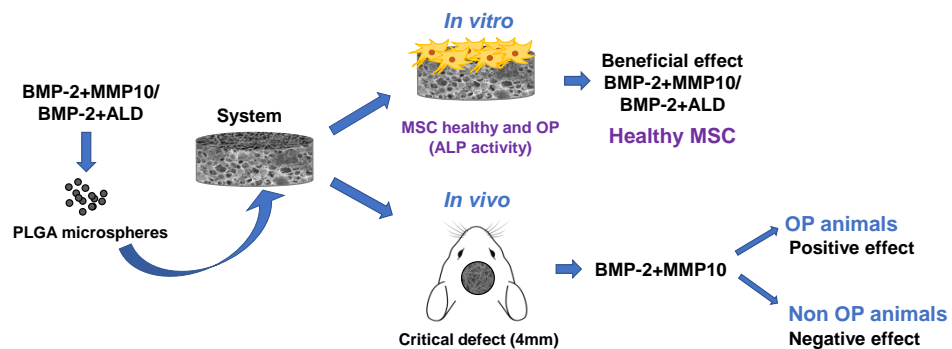 BMP-2+MMP10/
BMP-2+ALD
PLGA microspheres
System
In vitro
MSC healthy and OP
(ALP activity)
Beneficial effect
BMP-2+MMP10/
BMP-2+ALD
Healthy MSC
In vivo
Critical defect (4mm)
BMP-2+MMP10
OP animals
Positive effect
Non OP animals
Negative effect